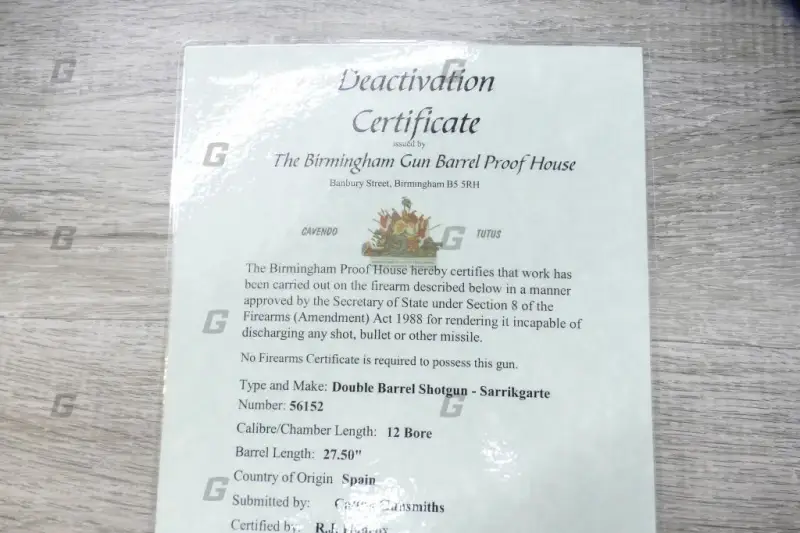 Deactivation
Certificate
issued by
The Birmingham Gun Barrel Proof House
Banbury Street, Birmingham B5 5RH
CAVENDO TUTUS
The Birmingham Proof House hereby certifies that work has
been carried out on the firearm described below in a manner
approved by the Secretary of State under Section 8 of the
Firearms (Amendment) Act 1988 for rendering it incapable of
discharging any shot, bullet or other missile.
No Firearms Certificate is required to possess this gun.
Type and Make: Double Barrel Shotgun - Sarrikgarte
Number: 56152
Calibre/Chamber Length: 12 Bore
Barrel Length: 27.50"
Country of Origin Spain
Submitted by: Gunsmiths
Certified by: R.J.